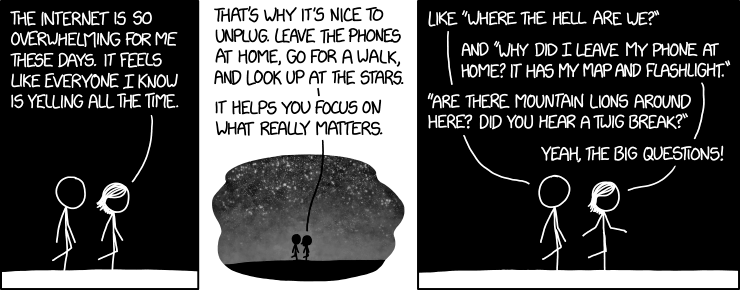 THE INTERNET IS SO
OVERWHELMING FOR ME
THESE DAYS. IT FEELS
LIKE EVERYONE I KNOW
IS YELLING ALL THE TIME.
THAT'S WHY IT'S NICE TO
UNPLUG. LEAVE THE PHONES
AT HOME, GO FOR A WALK,
AND LOOK UP AT THE STARS.
IT HELPS YOU FOCUS ON
WHAT REALLY MATTERS.
LIKE "WHERE THE HELL ARE WE?"
AND "WHY DID I LEAVE MY PHONE AT
HOME? IT HAS MY MAP AND FLASHLIGHT."
"ARE THERE MOUNTAIN LIONS AROUND
HERE? DID YOU HEAR A TWIG BREAK?"
YEAH, THE BIG QUESTIONS!